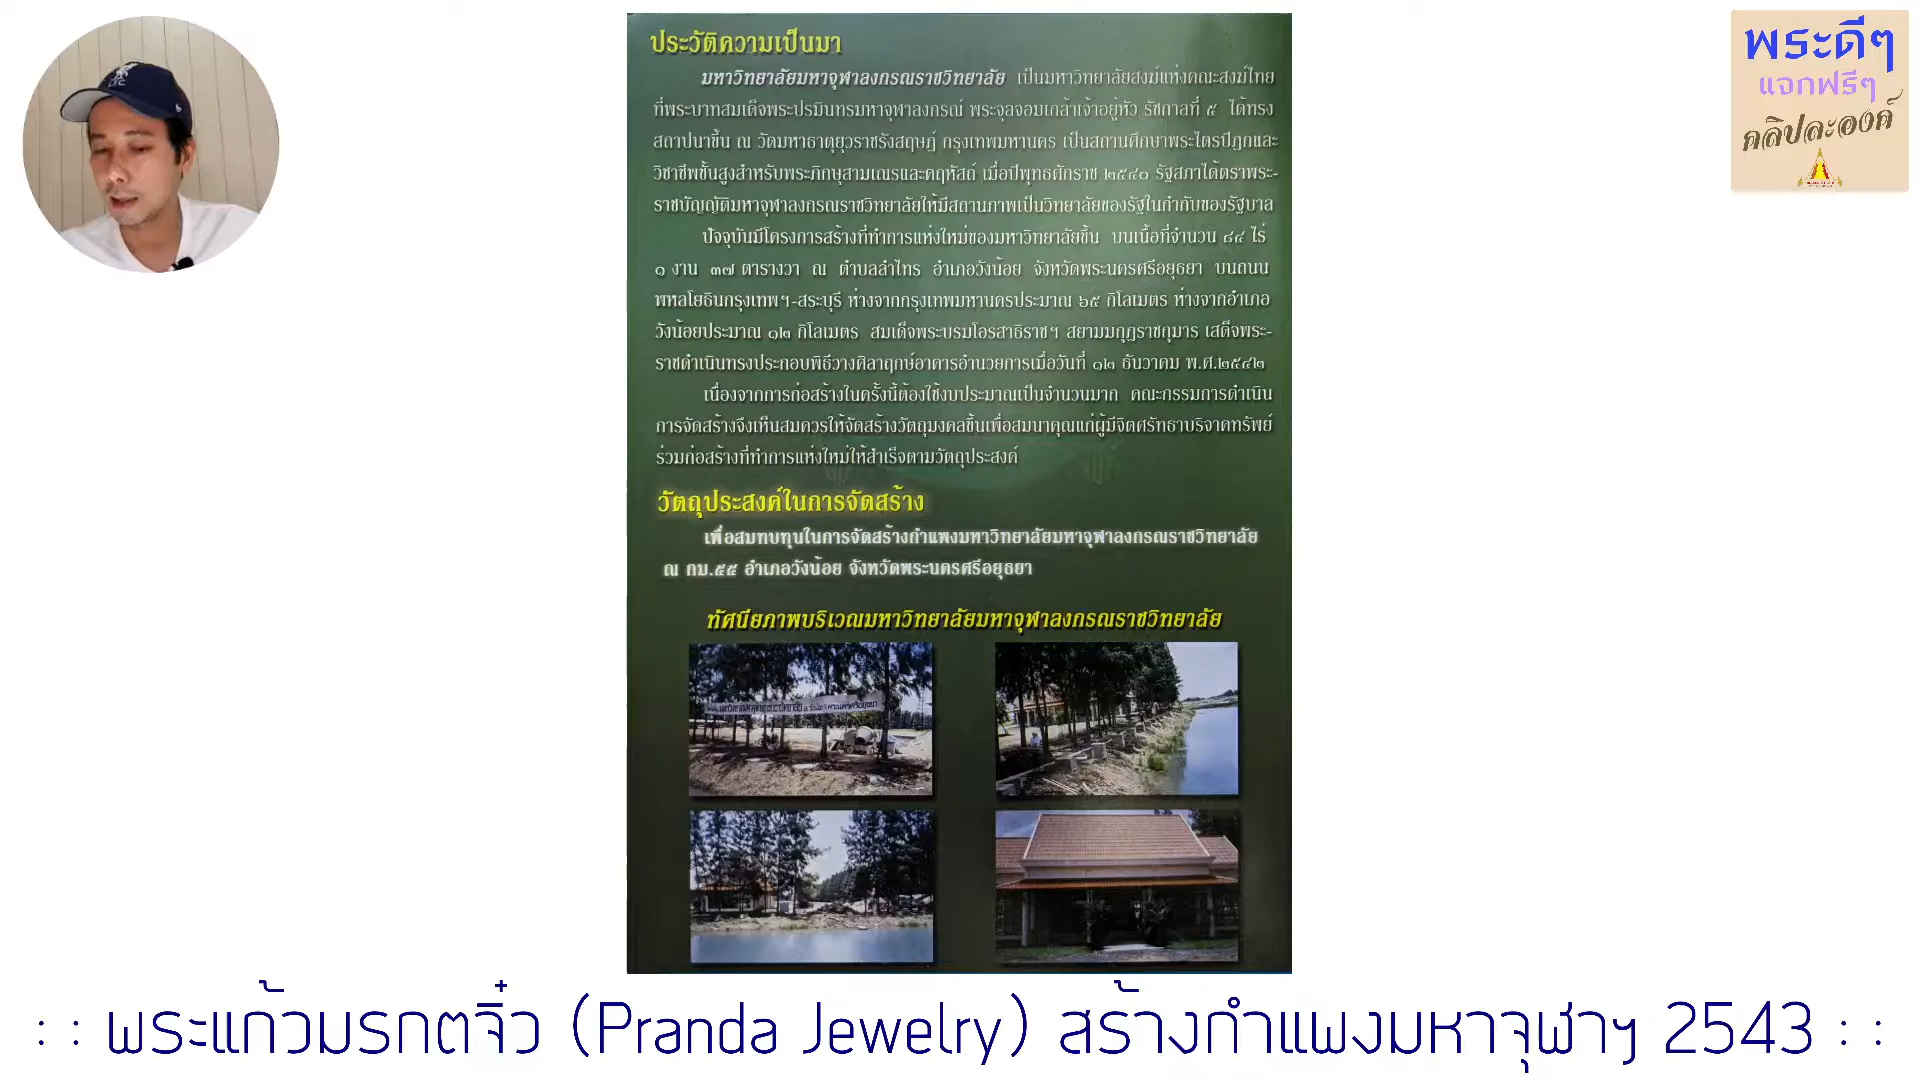 พระดีๆ
แจกฟรีๆ
คลิปละองค์
ประวัติความเป็นมา
มหาวิทยาลัยมหาจุฬาลงกรณราชวิทยาลัย เป็นมหาวิทยาลัยสงฆ์แห่งคณะสงฆ์ไทย
ที่พระบาทสมเด็จพระปรมินทรมหาจุฬาลงกรณ์ พระจุลจอมเกล้าเจ้าอยู่หัว รัชกาลที่ ๕ ได้ทรง
สถาปนาขึ้น ณ วัดมหาธาตุยุวราชรังสฤษฎ์ กรุงเทพมหานคร เป็นสถานศึกษาพระไตรปิฎกและ
วิชาชีพชั้นสูงสำหรับพระภิกษุสามเณรและคฤหัสถ์ เมื่อปีพุทธศักราช ๒๕๔๐ รัฐสภาได้ตราพระ-
ราชบัญญัติมหาจุฬาลงกรณราชวิทยาลัยให้มีสถานภาพเป็นวิทยาลัยของรัฐในกำกับของรัฐบาล
ปัจจุบันมีโครงการสร้างที่ทำการแห่งใหม่ของมหาวิทยาลัยขึ้น บนเนื้อที่จำนวน ๘๔ ไร่
๑ งาน ๓๗ ตารางวา ณ ตำบลลำไทร อำเภอวังน้อย จังหวัดพระนครศรีอยุธยา บนถนน
พหลโยธินกรุงเทพฯ-สระบุรี ห่างจากกรุงเทพมหานครประมาณ ๖๕ กิโลเมตร ห่างจากอำเภอ
วังน้อยประมาณ ๑๒ กิโลเมตร สมเด็จพระบรมโอรสาธิราชฯ สยามมกุฎราชกุมาร เสด็จพระ-
ราชดำเนินทรงประกอบพิธีวางศิลาฤกษ์อาคารอำนวยการเมื่อวันที่ ๑๒ ธันวาคม พ.ศ.๒๕๔๒
เนื่องจากการก่อสร้างในครั้งนี้ต้องใช้งบประมาณเป็นจำนวนมาก คณะกรรมการดำเนิน
การจัดสร้างจึงเห็นสมควรให้จัดสร้างวัตถุมงคลขึ้นเพื่อสมนาคุณแก่ผู้มีจิตศรัทธาบริจาคทรัพย์
ร่วมก่อสร้างที่ทำการแห่งใหม่ให้สำเร็จตามวัตถุประสงค์
วัตถุประสงค์ในการจัดสร้าง
เพื่อสมทบทุนในการจัดสร้างกำแพงมหาวิทยาลัยมหาจุฬาลงกรณราชวิทยาลัย
ณ กม.๕๕ อำเภอวังน้อย จังหวัดพระนครศรีอยุธยา
ทัศนียภาพบริเวณมหาวิทยาลัยมหาจุฬาลงกรณราชวิทยาลัย
: : พระแก้วมรกตจิ๋ว (Pranda Jewelry) สร้างกำแพงมหาจุฬาฯ 2543 : :